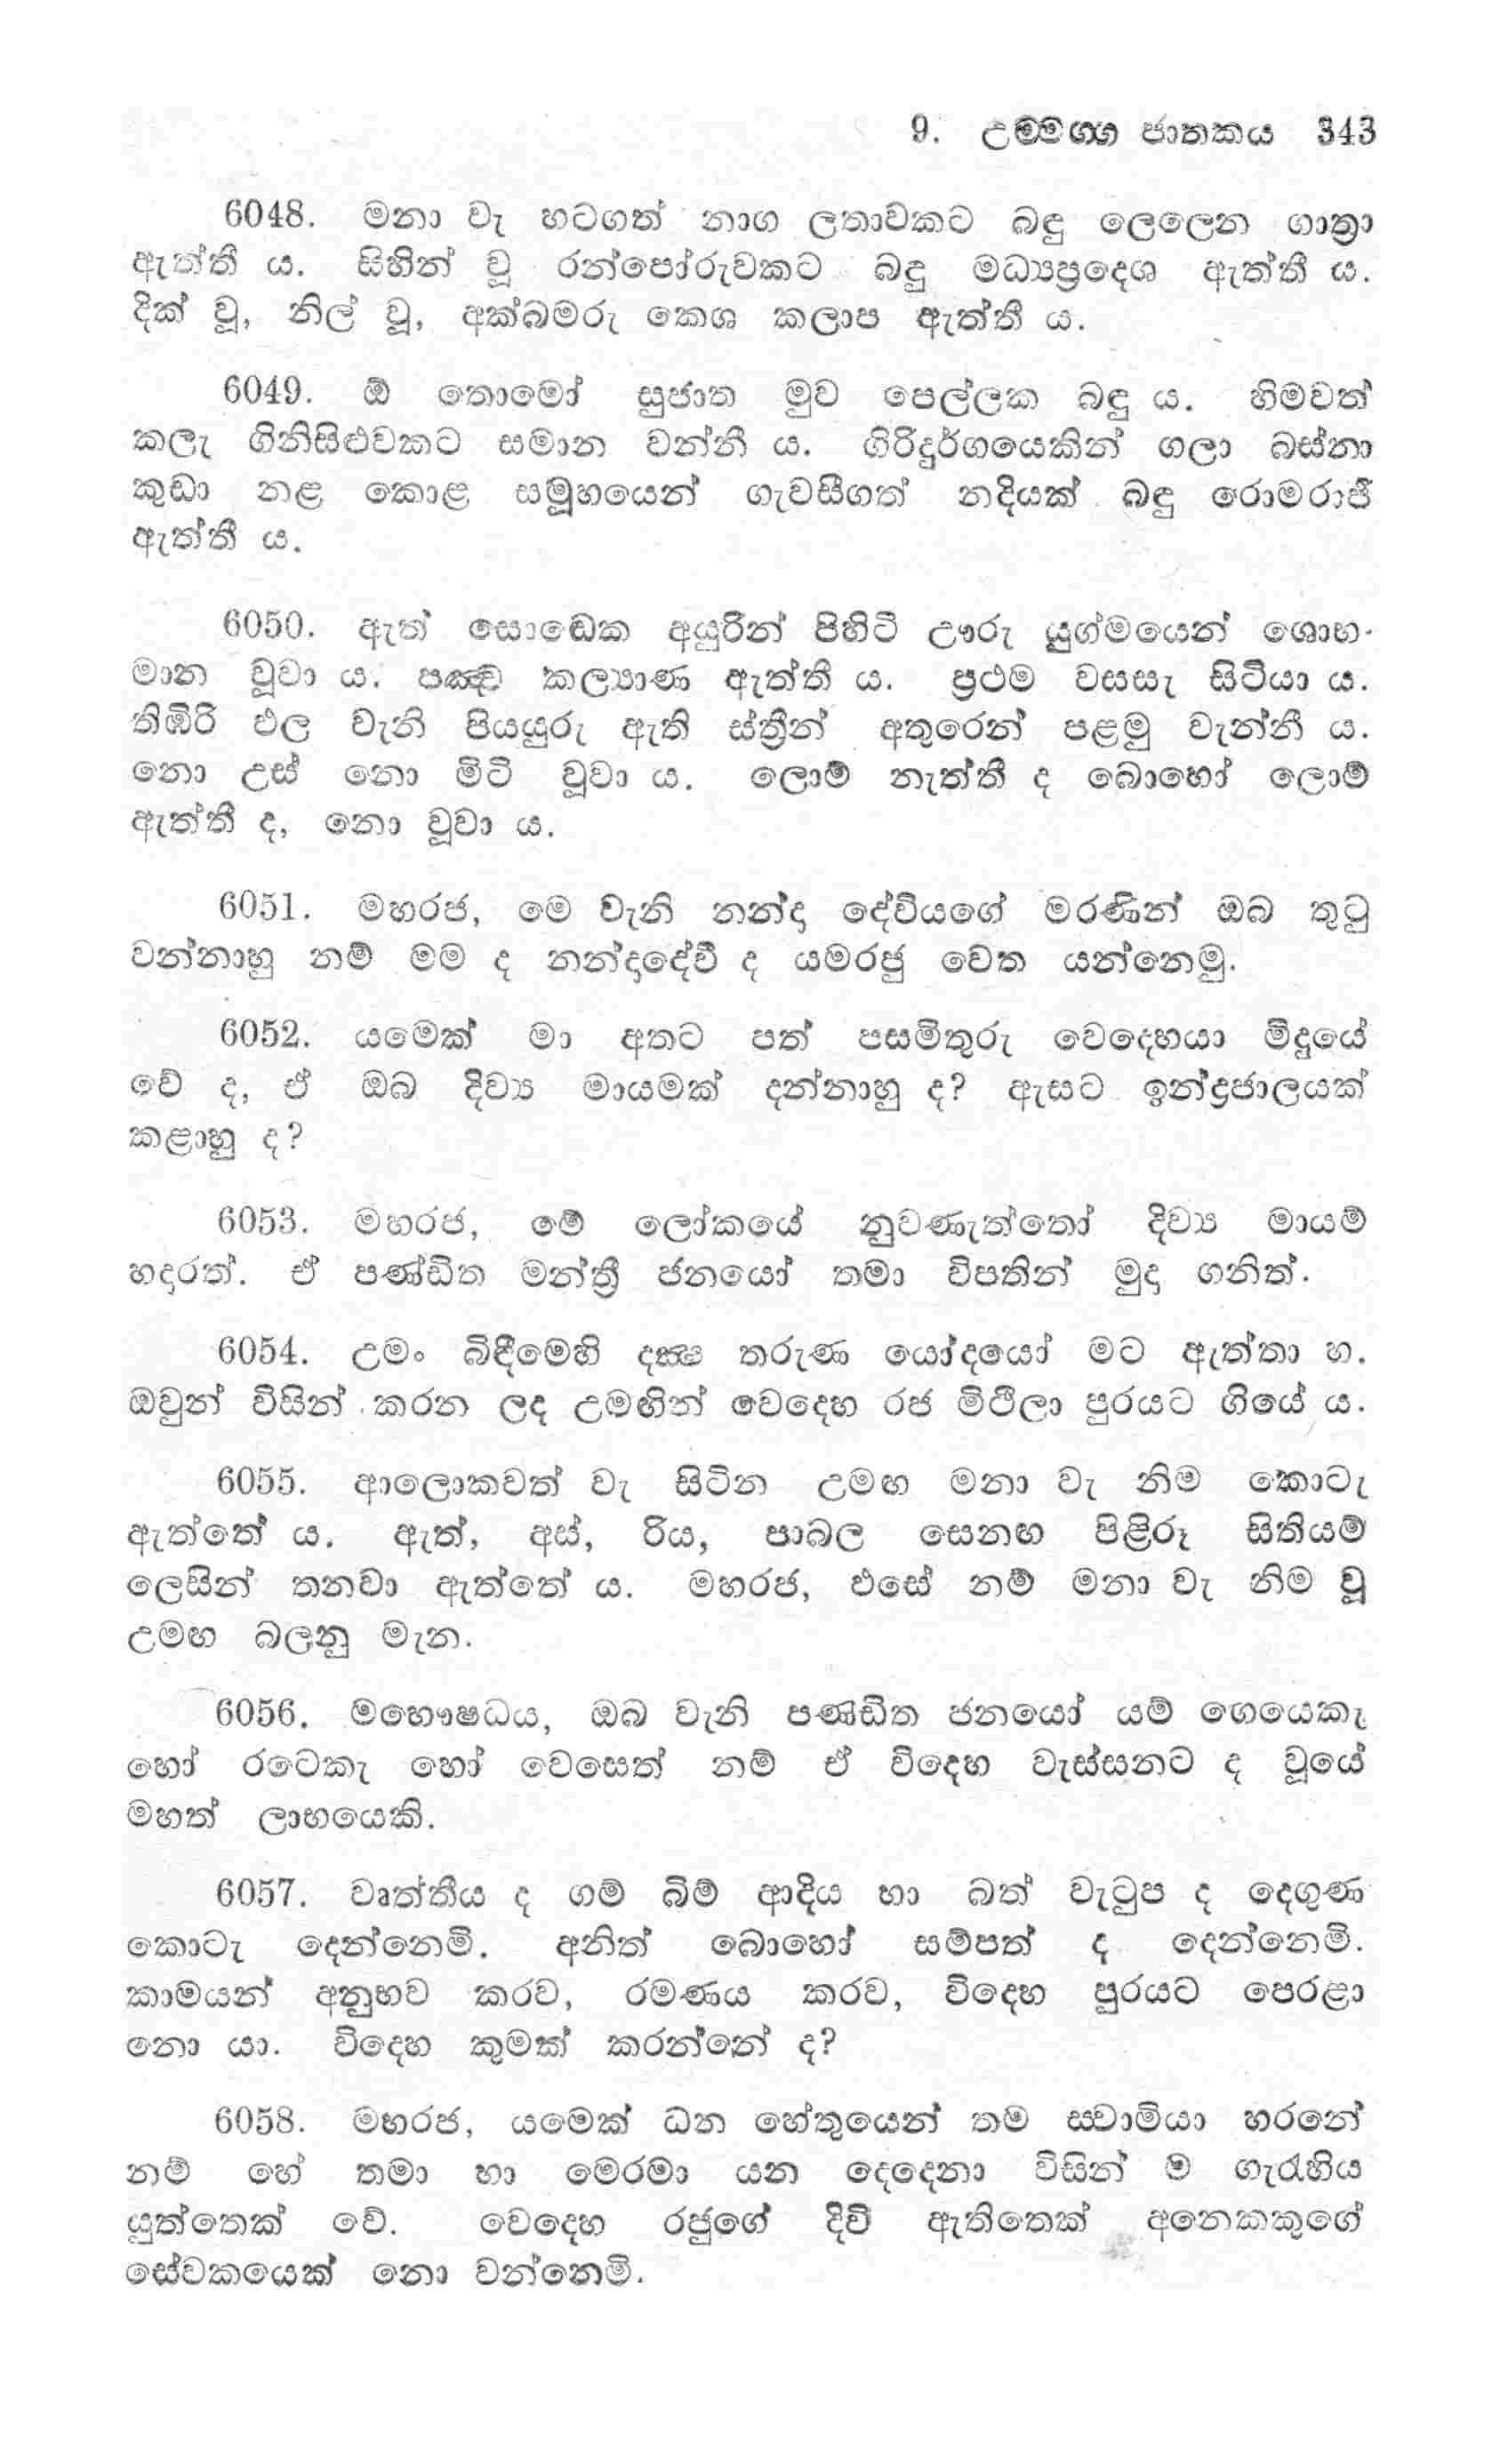 9. උම්මග්ග ජාතකය 343
6048. මනා වැ හටගත් නාග ලතාවකට බඳු ලෙලෙන ගාත්‍රා
ඇත්තී ය. සිහින් වූ රන්පෝරුවකට බඳු මධ්‍යප්‍රදෙශ ඇත්තී ය.
දික් වූ, නිල් වූ, අක්බමරු කෙශ කලාප ඇත්තී ය.
6049. ඕ තොමෝ සුජාත මුව පෙල්ලක බඳු ය. හිමවත්
කලැ ගිනිසිළුවකට සමාන වන්නී ය. ගිරිදුර්ගයෙකින් ගලා බස්නා
කුඩා නළ කොළ සමූහයෙන් ගැවසීගත් නදියක් බඳු රොමරාජි
ඇත්තී ය.
6050. ඇත් සොඬෙක අයුරින් පිහිටි ඌරු යුග්මයෙන් ශොභ-
මාන වූවා ය. පඤ්ච කල්‍යාණ ඇත්තී ය. ප්‍රථම වසසැ සිටියා ය.
තිඹිරි ඵල වැනි පියයුරු ඇති ස්ත්‍රීන් අතුරෙන් පළමු වැන්නී ය.
නො උස් නො මිටි වූවා ය. ලොම් නැත්තී ද බොහෝ ලොම්
ඇත්තී ද, නො වූවා ය.
6051. මහරජ, මෙ වැනි නන්දා දේවියගේ මරණින් ඔබ තුටු
වන්නාහු නම් මම ද නන්දාදේවී ද යමරජු වෙත යන්නෙමු.
6052. යමෙක් මා අතට පත් පසමිතුරු වෙදෙහයා මිදුයේ
වේ ද, ඒ ඔබ දිව්‍ය මායමක් දන්නාහු ද? ඇසට ඉන්ද්‍රජාලයක්
කළාහු ද?
6053. මහරජ, මේ ලෝකයේ නුවණැත්තෝ දිව්‍ය මායම්
හදාරත්. ඒ පණ්ඩිත මන්ත්‍රී ජනයෝ තමා විපතින් මුදා ගනිත්.
6054. උමං බිඳීමෙහි දක්‍ෂ තරුණ යෝදයෝ මට ඇත්තා හ.
ඔවුන් විසින් කරන ලද උමඟින් වෙදෙහ රජ මිථිලා පුරයට ගියේ ය.
6055. ආලොකවත් වැ සිටින උමඟ මනා වැ නිම කොටැ
ඇත්තේ ය. ඇත්, අස්, රිය, පාබල සෙනඟ පිළිරූ සිතියම්
ලෙසින් තනවා ඇත්තේ ය. මහරජ, එසේ නම් මනා වැ නිම වූ
උමඟ බලනු මැන.
6056. මහෞෂධය, ඔබ වැනි පණ්ඩිත ජනයෝ යම් ගෙයෙකැ
හෝ රටෙකැ හෝ වෙසෙත් නම් ඒ විදෙහ වැස්සනට ද වූයේ
මහත් ලාභයෙකි.
6057. වෘත්තීය ද ගම් බිම් ආදිය හා බත් වැටුප ද දෙගුණ
කොටැ දෙන්නෙමි. අනිත් බොහෝ සම්පත් ද දෙන්නෙමි.
කාමයන් අනුභව කරව, රමණය කරව, විදෙහ පුරයට පෙරළා
නො යා. විදෙහ කුමක් කරන්නේ ද?
6058. මහරජ, යමෙක් ධන හේතුයෙන් තම ස්වාමියා හරනේ
නම් හේ තමා හා මෙරමා යන දෙදෙනා විසින් ම ගැරැහිය
යුත්තෙක් වේ. වෙදෙහ රජුගේ දිවි ඇතිතෙක් අනෙකකුගේ
සේවකයෙක් නො වන්නෙමි.